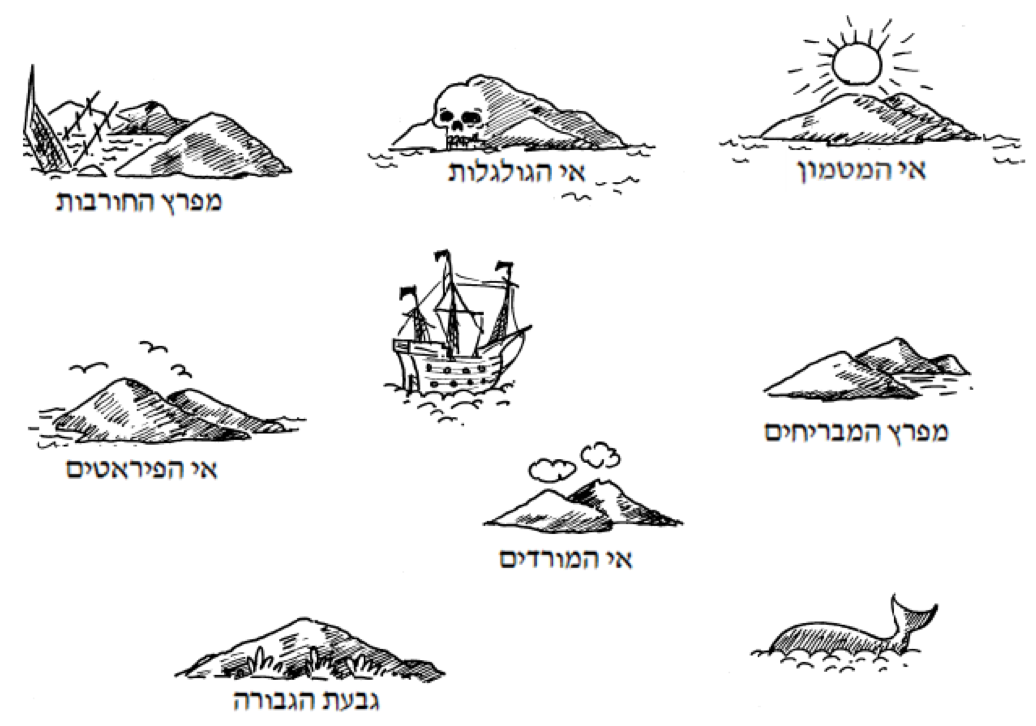 אי המטמון
אי הגולגלות
מפרץ החורבות
מפרץ המבריחים
אי הפיראטים
אי המורדים
גבעת הגבורה